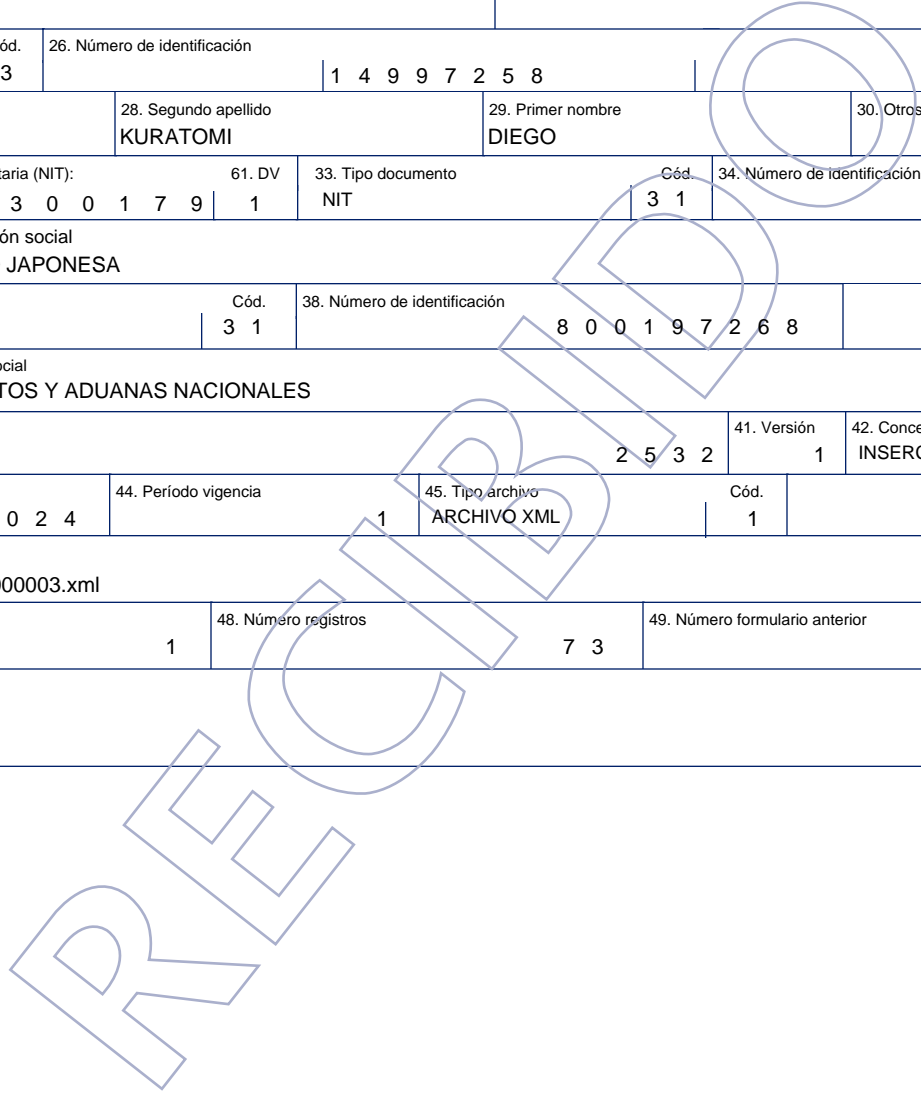 ód. 26. Número de identificación
3 1 4 9 9 7 2 5 8
28. Segundo apellido 29. Primer nombre 30. Otros
KURATOMI DIEGO
taria (NIT): 61. DV 33. Tipo documento Cód. 34. Número de identificación
3 0 0 1 7 9 1 NIT 3 1
ón social
JAPONESA
Cód. 38. Número de identificación
3 1 8 0 0 1 9 7 2 6 8
ocial
TOS Y ADUANAS NACIONALES
41. Versión 42. Conce
2 5 3 2 1 INSERC
44. Período vigencia 45. Tipo archivo Cód.
0 2 4 1 ARCHIVO XML 1
000003.xml
48. Número registros 49. Número formulario anterior
1 7 3
RECIBIDO